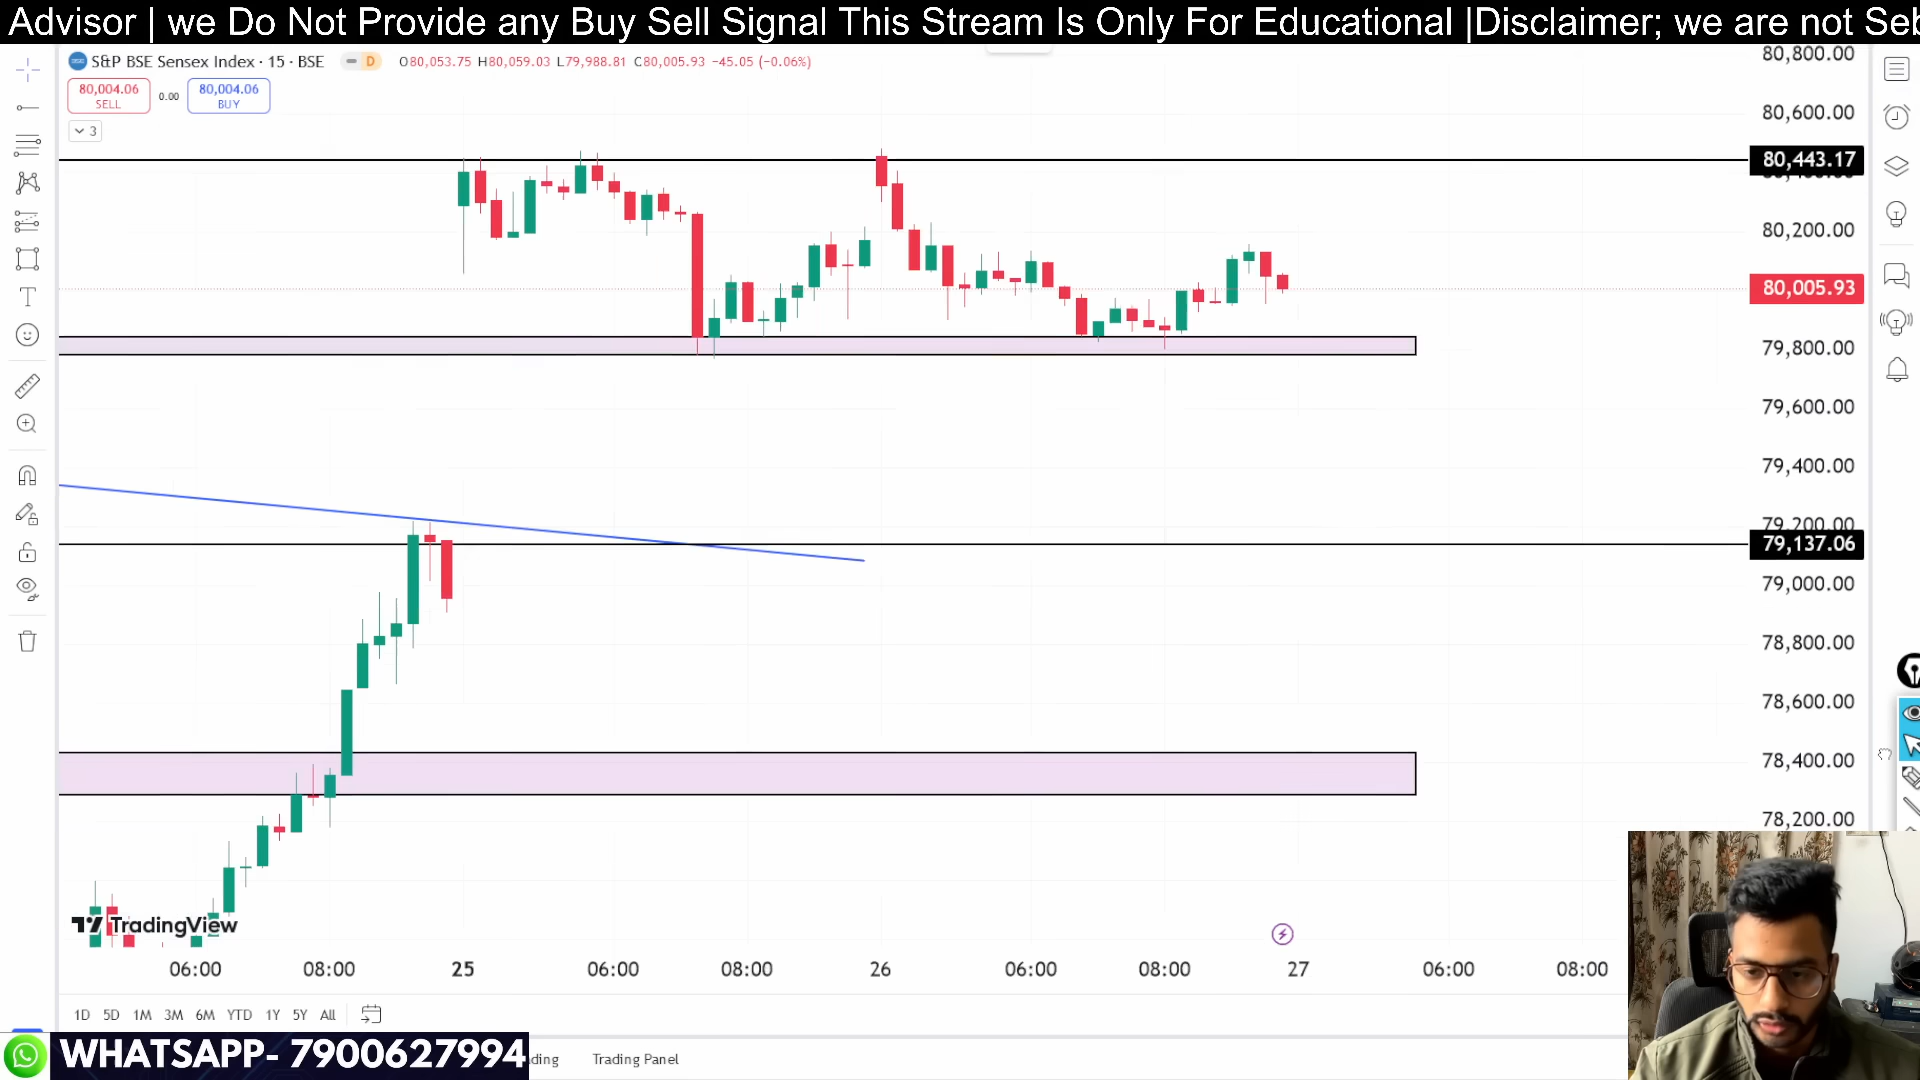 Advisor | we Do Not Provide any Buy Sell Signal This Stream Is Only For Educational |Disclaimer; we are not Seb
S&P BSE Sensex Index · 15 · BSE
D
O80,053.75 H80,059.03 L79,988.81 C80,005.93 −45.05 (−0.06%)
80,004.06
SELL
0.00
80,004.06
BUY
3
80,800.00
80,600.00
80,443.17
80,200.00
80,005.93
79,800.00
79,600.00
79,400.00
79,200.00
79,137.06
79,000.00
78,800.00
78,600.00
78,400.00
78,200.00
TradingView
06:00 08:00 25 06:00 08:00 26 06:00 08:00 27 06:00 08:00
1D 5D 1M 3M 6M YTD 1Y 5Y All
WHATSAPP- 7900627994
ding
Trading Panel